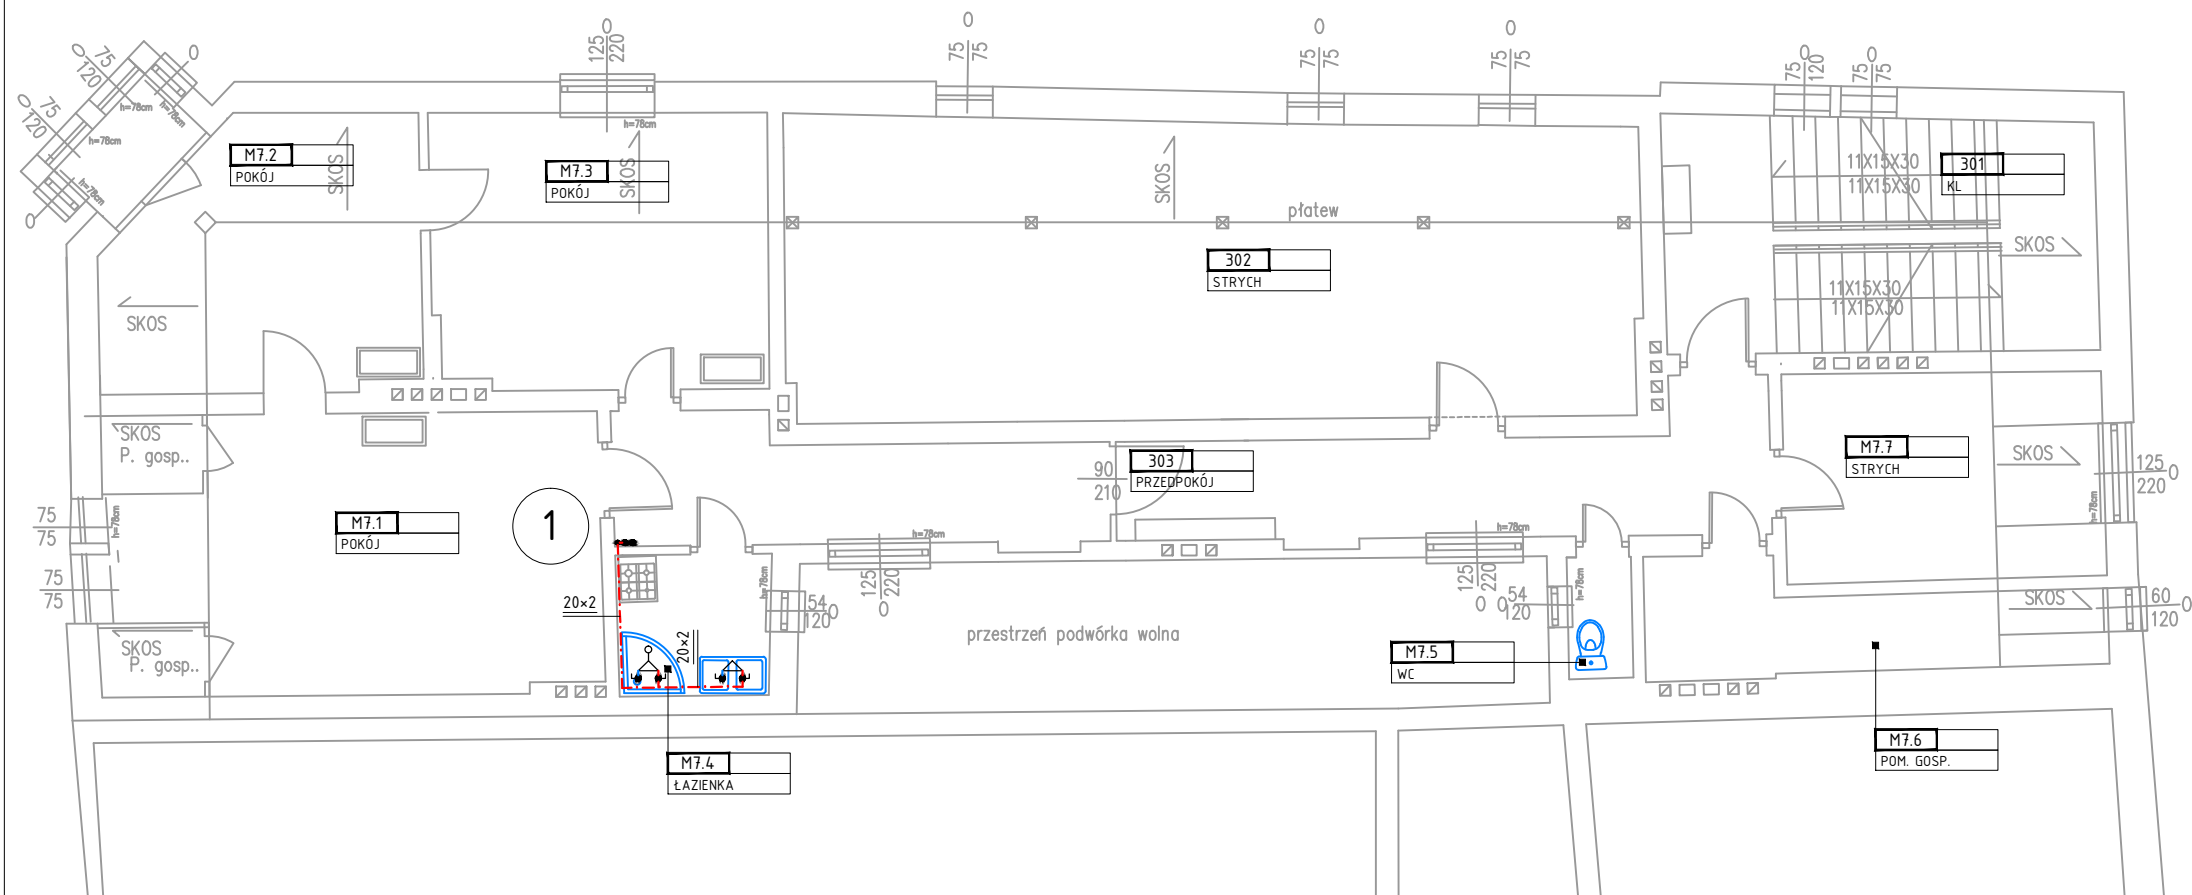 0
75
120
0
75
120
0
h=78cm
h=78cm
h=78cm
h=78cm
0
125
220
0
h=78cm
75
75
0
75
75
0
75
75
0
75
120
0
75
75
0
M7.2
POKÓJ
SKOS
M7.3
POKÓJ
SKOS
SKOS
płatew
302
STRYCH
11X15X30
11X15X30
301
KL
SKOS
11X15X30
11X15X30
SKOS
SKOS
P. gosp..
90
210
303
PRZEDPOKÓJ
M7.7
STRYCH
SKOS
125
220
0
h=78cm
75
75
h=78cm
75
75
M7.1
POKÓJ
1
h=78cm
125
220
0
h=78cm
125
220
0
h=78cm
54
120
0
h=78cm
54
120
0
20×2
20×2
SKOS
60
120
0
SKOS
P. gosp..
przestrzeń podwórka wolna
M7.5
WC
M7.4
ŁAZIENKA
M7.6
POM. GOSP.